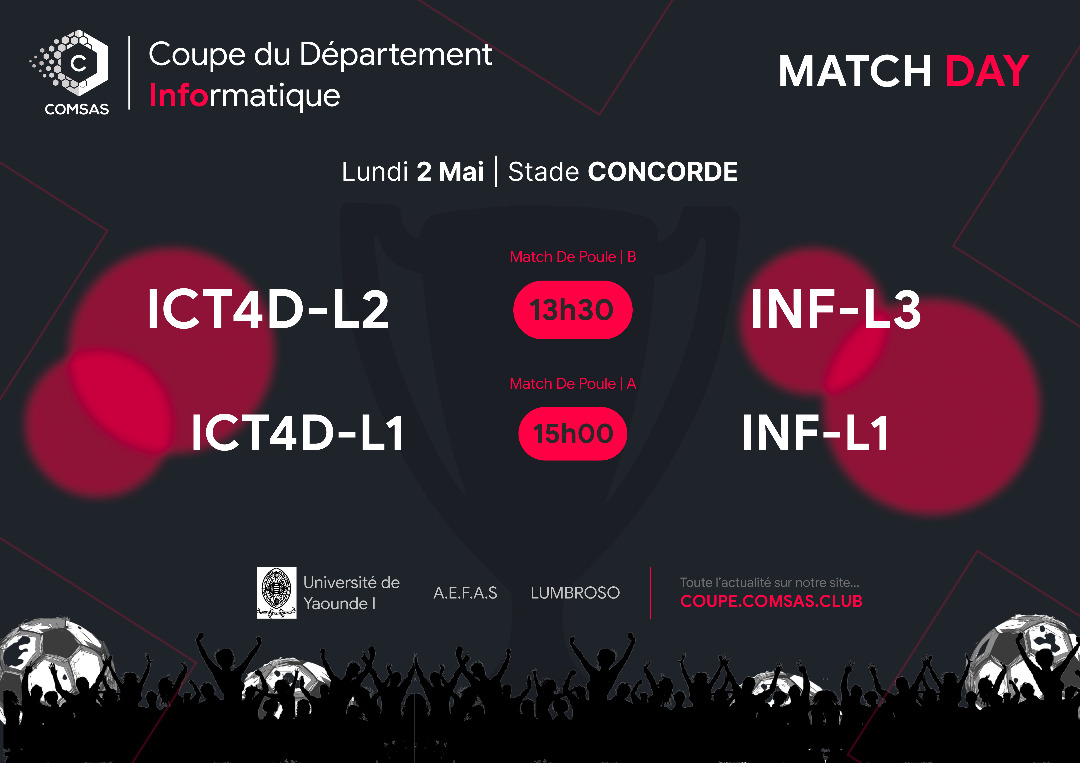 C
COMSAS
Coupe du Département
Informatique
MATCH DAY
Lundi 2 Mai | Stade CONCORDE
Match De Poule | B
ICT4D-L2
13h30
INF-L3
Match De Poule | A
ICT4D-L1
15h00
INF-L1
Université de
Yaounde I
A.E.F.A.S
LUMBROSO
Toute l'actualité sur notre site...
COUPE.COMSAS.CLUB